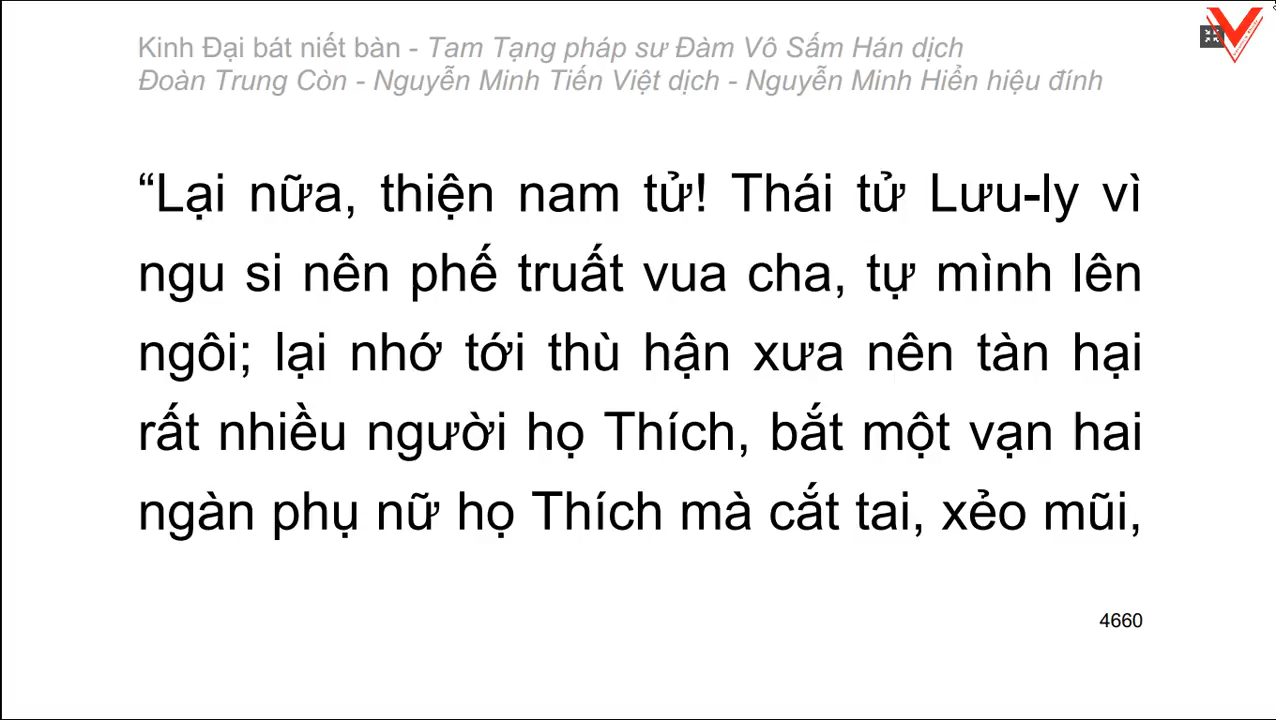 Kinh Đại bát niết bàn - Tam Tạng pháp sư Đàm Vô Sấm Hán dịch
Đoàn Trung Còn - Nguyễn Minh Tiến Việt dịch - Nguyễn Minh Hiển hiệu đính
“Lại nữa, thiện nam tử! Thái tử Lưu-ly vì
ngu si nên phế truất vua cha, tự mình lên
ngôi; lại nhớ tới thù hận xưa nên tàn hại
rất nhiều người họ Thích, bắt một vạn hai
ngàn phụ nữ họ Thích mà cắt tai, xẻo mũi,
4660